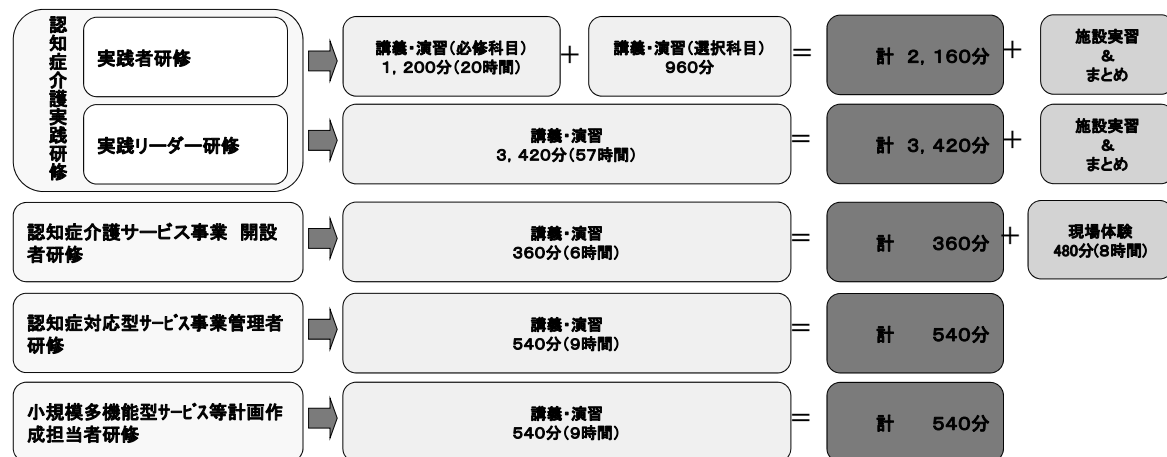 認知症介護実践研修
実践者研修
講義・演習(必修科目)
1,200分(20時間)
+
講義・演習(選択科目)
960分
=
計 2,160分
+
施設実習
&
まとめ
実践リーダー研修
講義・演習
3,420分(57時間)
=
計 3,420分
+
施設実習
&
まとめ
認知症介護サービス事業 開設
者研修
講義・演習
360分(6時間)
=
計 360分
+
現場体験
480分(8時間)
認知症対応型サービス事業管理者
研修
講義・演習
540分(9時間)
=
計 540分
小規模多機能型サービス等計画作
成担当者研修
講義・演習
540分(9時間)
=
計 540分